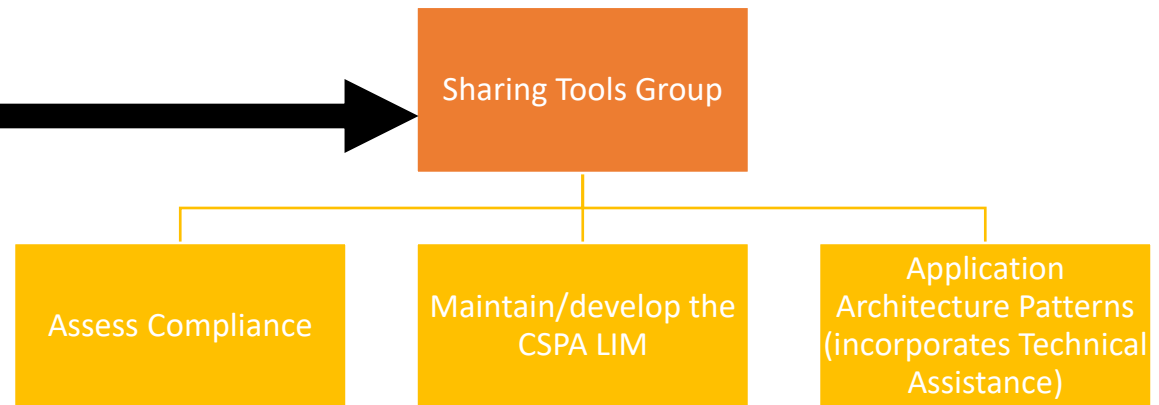 Sharing Tools Group
Assess Compliance
Maintain/develop the
CSPA LIM
Application
Architecture Patterns
(incorporates Technical
Assistance)